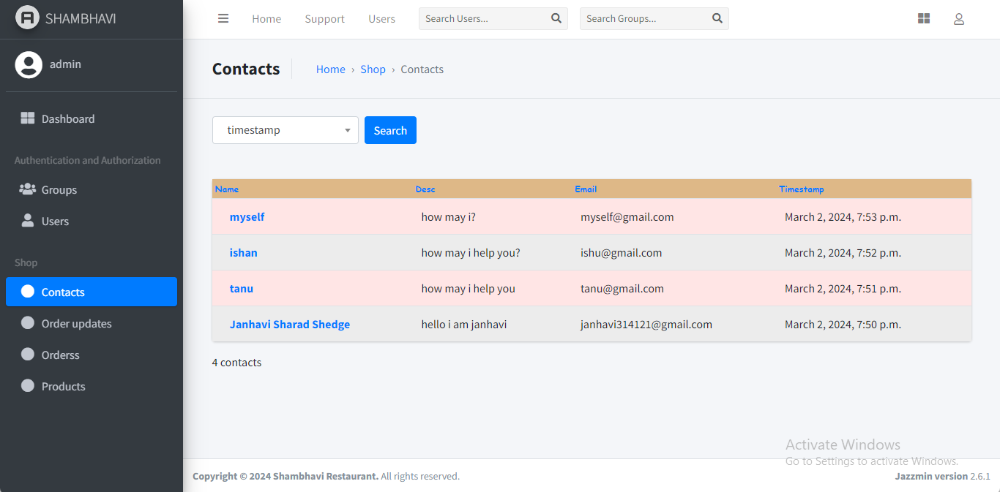 SHAMBHAVI
Home Support Users Search Users... Search Groups...
admin
Contacts Home › Shop › Contacts
Dashboard
timestamp Search
Authentication and Authorization
Groups
Users
Shop
Contacts
Order updates
Orderss
Products
Name Desc Email Timestamp
myself how may i? myself@gmail.com March 2, 2024, 7:53 p.m.
ishan how may i help you? ishu@gmail.com March 2, 2024, 7:52 p.m.
tanu how may i help you tanu@gmail.com March 2, 2024, 7:51 p.m.
Janhavi Sharad Shedge hello i am janhavi janhavi314121@gmail.com March 2, 2024, 7:50 p.m.
4 contacts
Activate Windows
Go to Settings to activate Windows.
Copyright © 2024 Shambhavi Restaurant. All rights reserved. Jazzmin version 2.6.1